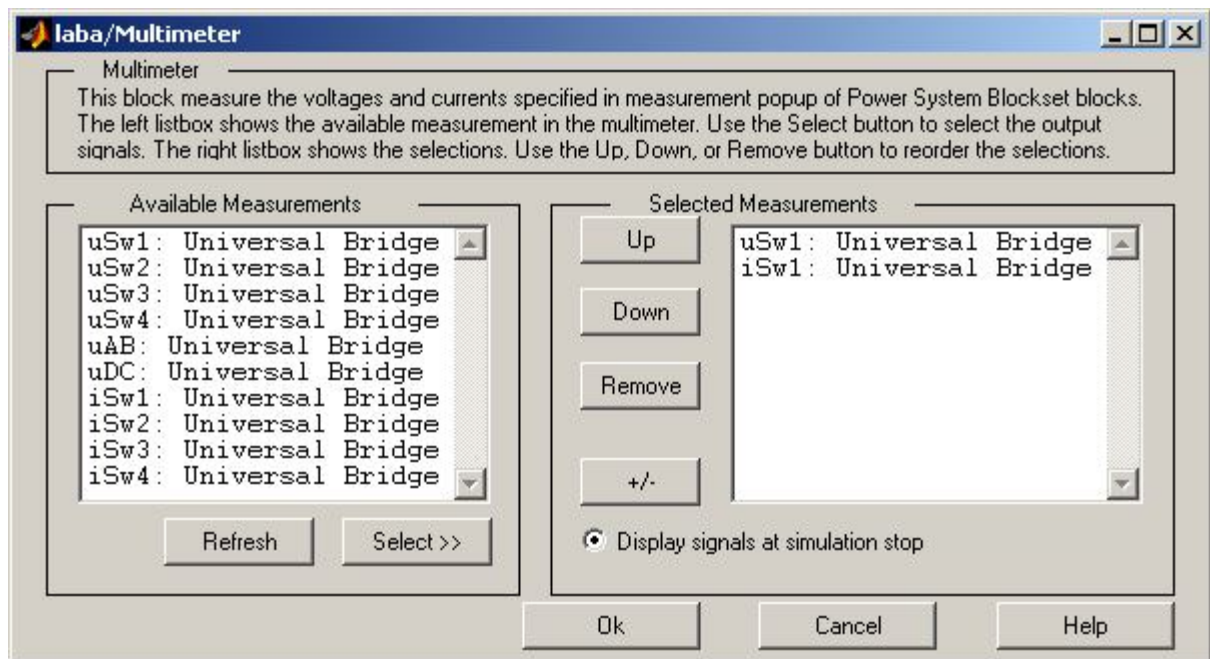 laba/Multimeter
Multimeter
This block measure the voltages and currents specified in measurement popup of Power System Blockset blocks.
The left listbox shows the available measurement in the multimeter. Use the Select button to select the output
signals. The right listbox shows the selections. Use the Up, Down, or Remove button to reorder the selections.
Available Measurements
uSw1: Universal Bridge
uSw2: Universal Bridge
uSw3: Universal Bridge
uSw4: Universal Bridge
uAB: Universal Bridge
uDC: Universal Bridge
iSw1: Universal Bridge
iSw2: Universal Bridge
iSw3: Universal Bridge
iSw4: Universal Bridge
Refresh
Select >>
Selected Measurements
Up
Down
Remove
+/-
uSw1: Universal Bridge
iSw1: Universal Bridge
Display signals at simulation stop
Ok
Cancel
Help